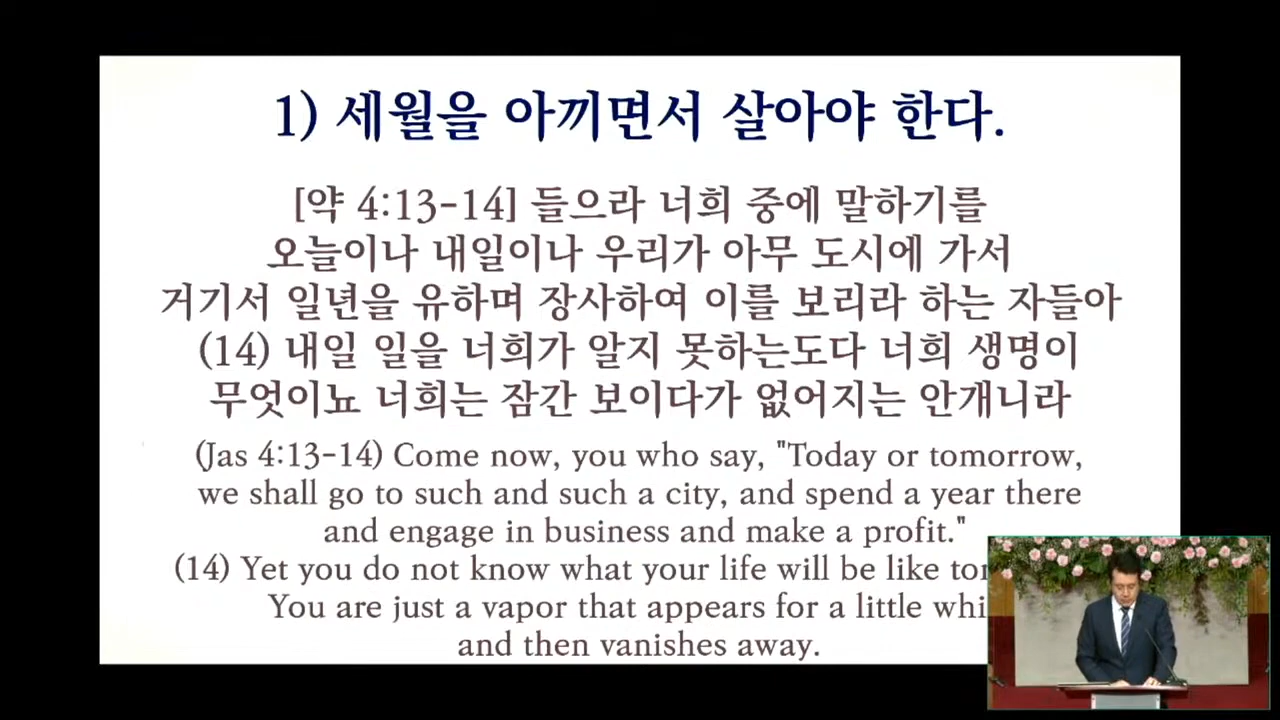 1) 세월을 아끼면서 살아야 한다.
[약 4:13-14] 들으라 너희 중에 말하기를
오늘이나 내일이나 우리가 아무 도시에 가서
거기서 일년을 유하며 장사하여 이를 보리라 하는 자들아
(14) 내일 일을 너희가 알지 못하는도다 너희 생명이
무엇이뇨 너희는 잠간 보이다가 없어지는 안개니라
(Jas 4:13-14) Come now, you who say, "Today or tomorrow,
we shall go to such and such a city, and spend a year there
and engage in business and make a profit."
(14) Yet you do not know what your life will be like
You are just a vapor that appears for a little
and then vanishes away.